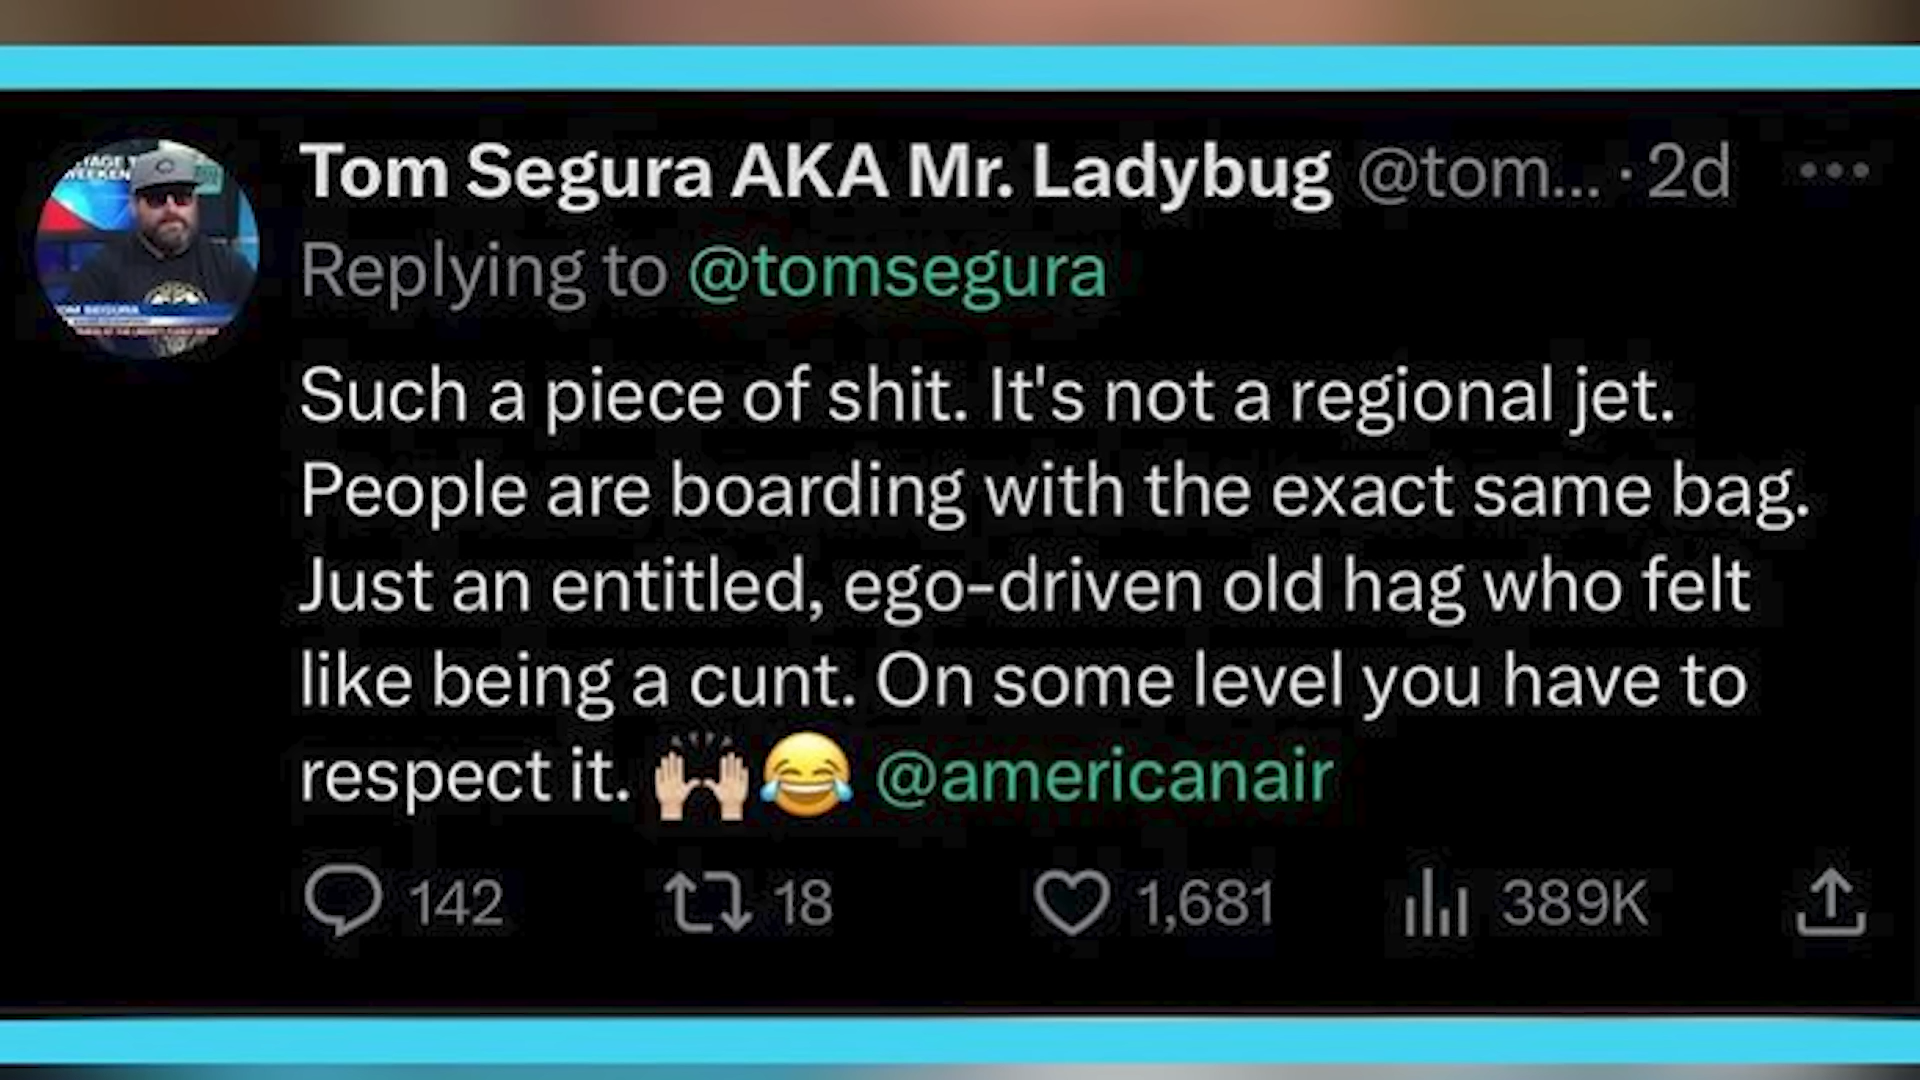 Tom Segura AKA Mr. Ladybug @tom... · 2d
Replying to @tomsegura
Such a piece of shit. It's not a regional jet.
People are boarding with the exact same bag.
Just an entitled, ego-driven old hag who felt
like being a cunt. On some level you have to
respect it. 🙌🏼😂 @americanair
142 18 1,681 389K
TOM SEGURA